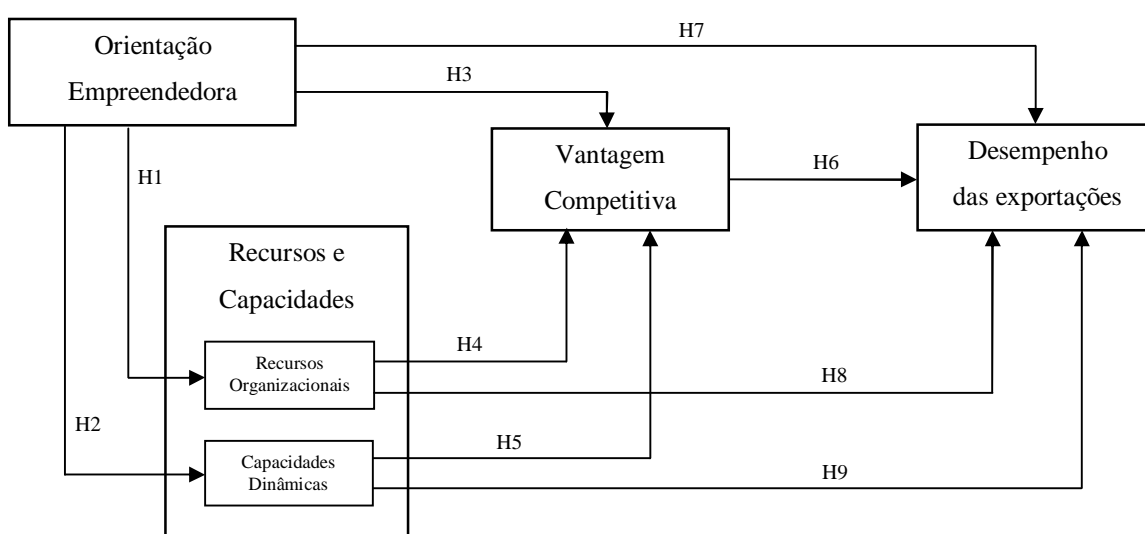 Orientação
Empreendedora
H7
H3
Vantagem
Competitiva
H6
Desempenho
das exportações
H1
Recursos e
Capacidades
Recursos
Organizacionais
H4
H8
H2
Capacidades
Dinâmicas
H5
H9